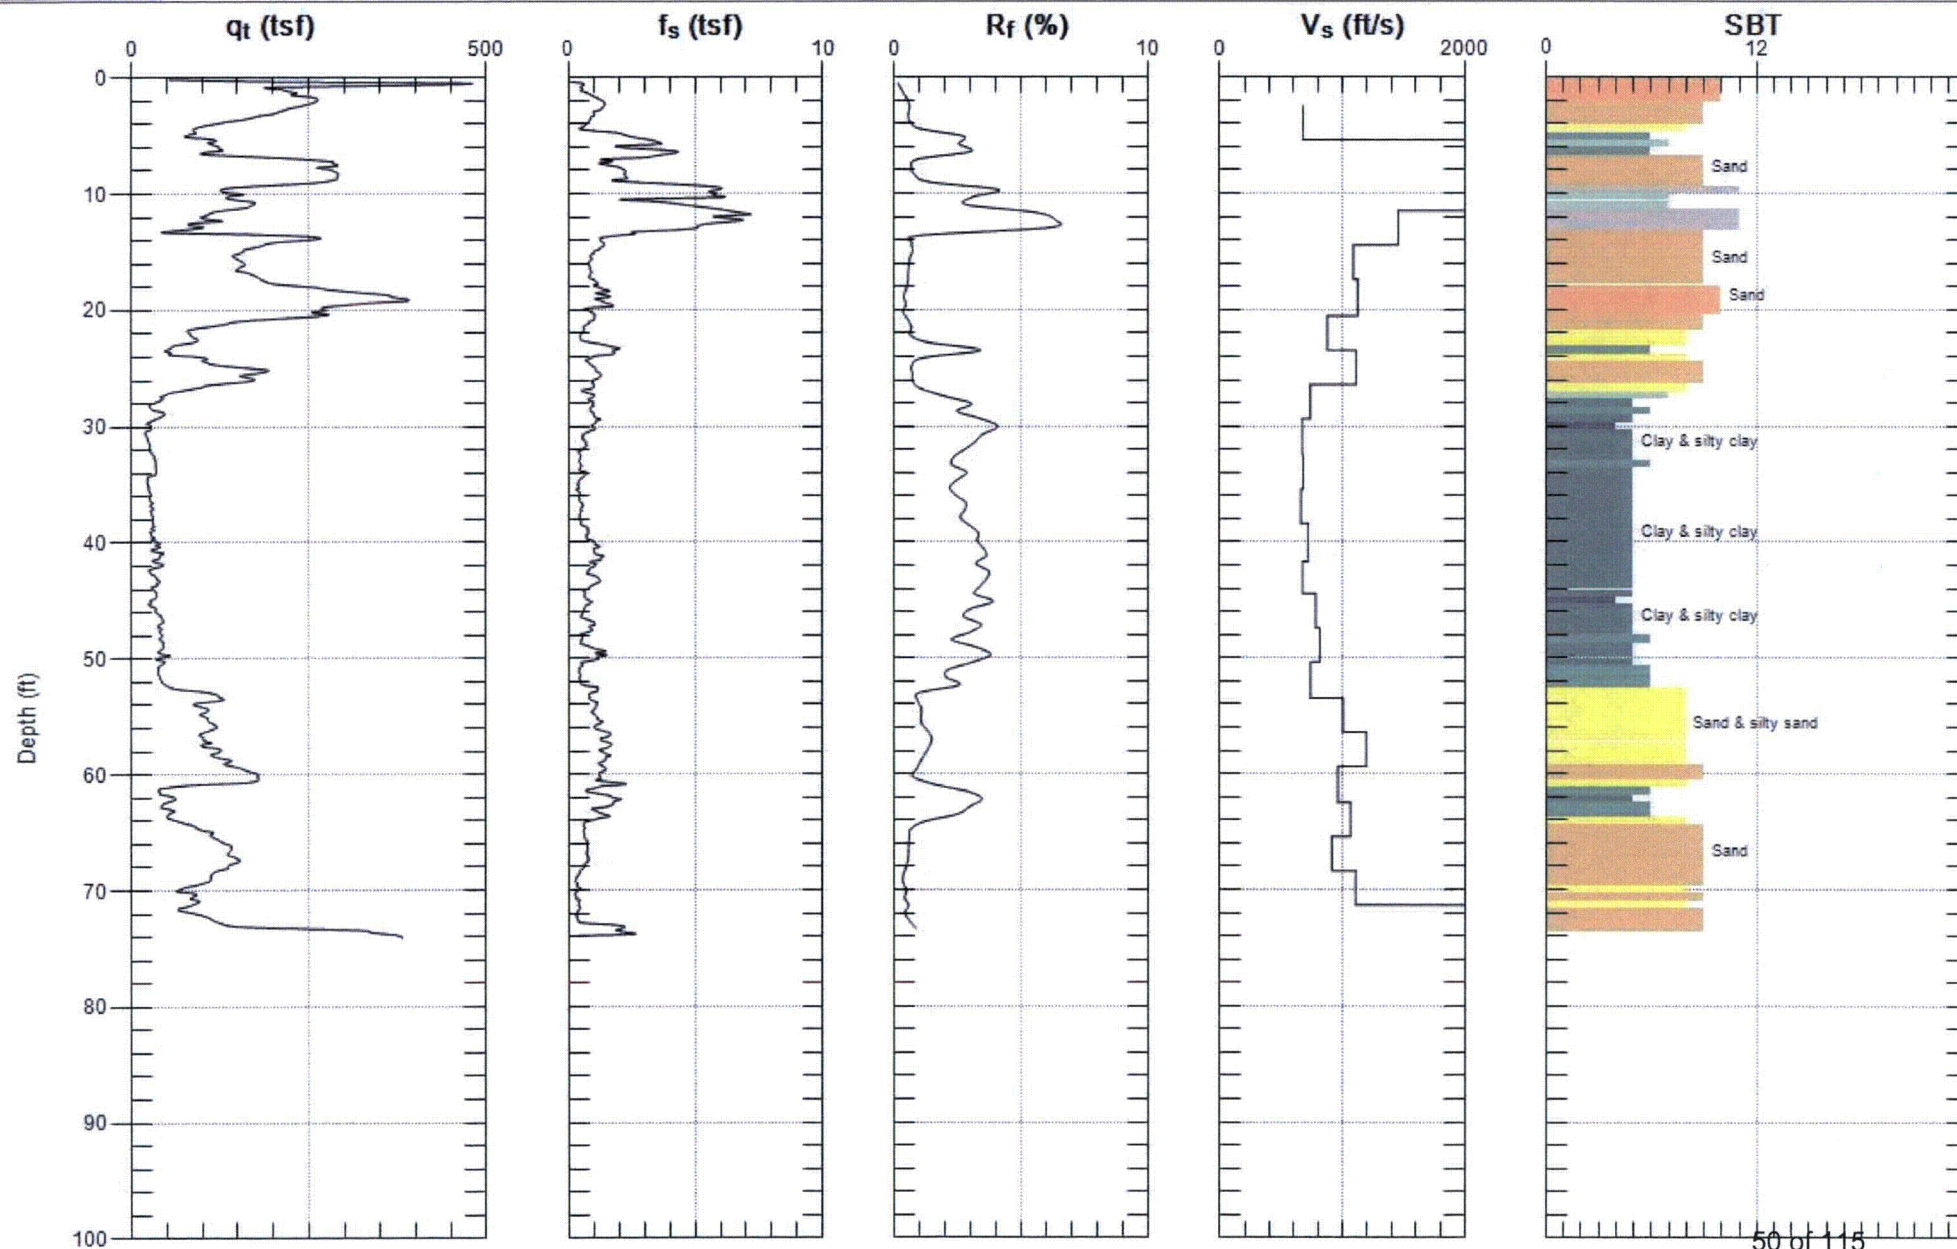 qt (tsf)
fs (tsf)
Rf (%)
Vs (ft/s)
SBT
0 500
0 10
0 10
0 2000
0 12
0
10
20
30
40
50
60
70
80
90
100
Depth (ft)
Sand
Sand
Sand
Clay & silty clay
Clay & silty clay
Clay & silty clay
Sand & silty sand
Sand
50 of 115